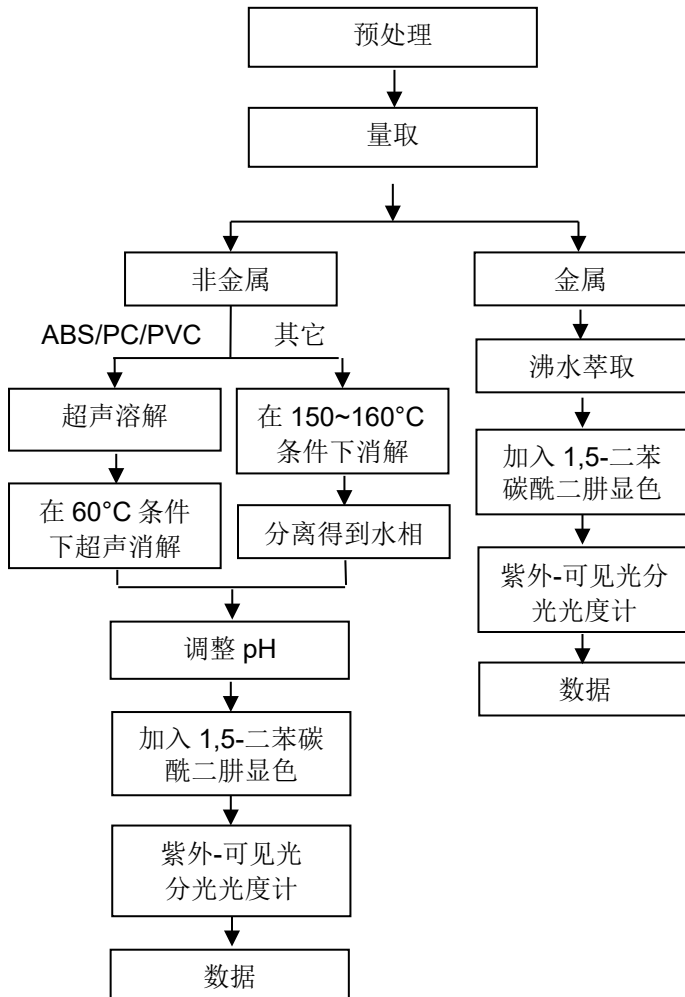 预处理
量取
非金属
金属
ABS/PC/PVC
其它
沸水萃取
超声溶解
在 150~160°C
条件下消解
加入 1,5-二苯
碳酰二肼显色
在 60°C 条件
下超声消解
分离得到水相
紫外-可见光分
光光度计
调整 pH
数据
加入 1,5-二苯碳
酰二肼显色
紫外-可见光
分光光度计
数据